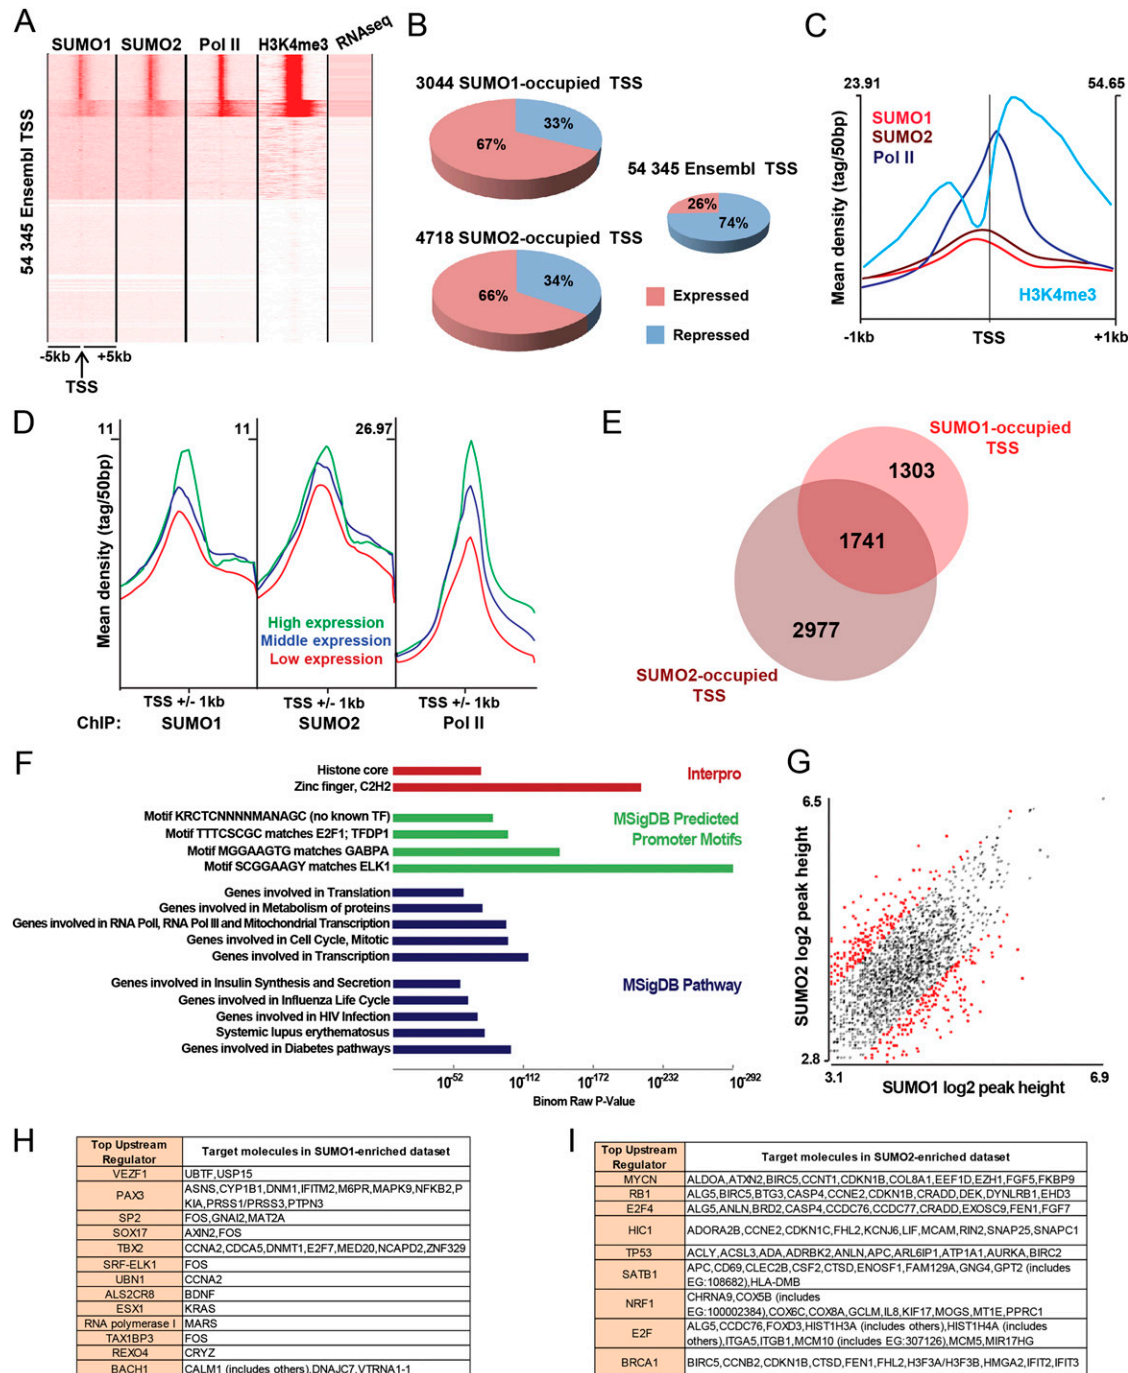 A
SUMO1 SUMO2 Pol II H3K4me3 RNAseq
54 345 Ensembl TSS
-5kb +5kb
TSS
B
3044 SUMO1-occupied TSS
33%
67%
54 345 Ensembl TSS
26%
74%
4718 SUMO2-occupied TSS
34%
66%
Expressed
Repressed
C
23.91 54.65
SUMO1
SUMO2
Pol II
Mean density (tag/50bp)
H3K4me3
-1kb TSS +1kb
D
11 11 26.97
Mean density (tag/50bp)
High expression
Middle expression
Low expression
TSS +/- 1kb TSS +/- 1kb TSS +/- 1kb
ChIP: SUMO1 SUMO2 Pol II
E
SUMO1-occupied
TSS
1303
1741
2977
SUMO2-occupied
TSS
F
Histone core
Zinc finger, C2H2
Interpro
Motif KRCTCNNNNMANAGC (no known TF)
Motif TTTCSCGC matches E2F1; TFDP1
Motif MGGAAGTG matches GABPA
Motif SCGGAAGY matches ELK1
MSigDB Predicted
Promoter Motifs
Genes involved in Translation
Genes involved in Metabolism of proteins
Genes involved in RNA PolI, RNA Pol III and Mitochondrial Transcription
Genes involved in Cell Cycle, Mitotic
Genes involved in Transcription
Genes involved in Insulin Synthesis and Secretion
Genes involved in Influenza Life Cycle
Genes involved in HIV Infection
Systemic lupus erythematosus
Genes involved in Diabetes pathways
MSigDB Pathway
10-52 10-112 10-172 10-232 10-292
Binom Raw P-Value
G
6.5
SUMO2 log2 peak height
2.8
3.1 6.9
SUMO1 log2 peak height
H
Top Upstream Regulator Target molecules in SUMO1-enriched dataset
VEZF1 UBTF,USP15
PAX3 ASNS,CYP1B1,DNM1,IFITM2,M6PR,MAPK9,NFKB2,P
KIA,PRSS1/PRSS3,PTPN3
SP2 FOS,GNAI2,MAT2A
SOX17 AXIN2,FOS
TBX2 CCNA2,CDCA5,DNMT1,E2F7,MED20,NCAPD2,ZNF329
SRF-ELK1 FOS
UBN1 CCNA2
ALS2CR8 BDNF
ESX1 KRAS
RNA polymerase I MARS
TAX1BP3 FOS
REXO4 CRYZ
BACH1 CALM1 (includes others),DNAJC7,VTRNA1-1
I
Top Upstream Regulator Target molecules in SUMO2-enriched dataset
MYCN ALDOA,ATXN2,BIRC5,CCNT1,CDKN1B,COL8A1,EEF1D,EZH1,FGF5,FKBP9
RB1 ALG5,BIRC5,BTG3,CASP4,CCNE2,CDKN1B,CRADD,DEK,DYNLRB1,EHD3
E2F4 ALG5,ANLN,BRD2,CASP4,CCDC76,CCDC77,CRADD,EXOSC9,FEN1,FGF7
HIC1 ADORA2B,CCNE2,CDKN1C,FHL2,KCNJ6,LIF,MCAM,RIN2,SNAP25,SNAPC1
TP53 ACLY,ACSL3,ADA,ADRBK2,ANLN,APC,ARL6IP1,ATP1A1,AURKA,BIRC2
SATB1 APC,CD69,CLEC2B,CSF2,CTSD,ENOSF1,FAM129A,GNG4,GPT2 (includes
EG:108682),HLA-DMB
NRF1 CHRNA9,COX5B (includes
EG:100002384),COX6C,COX8A,GCLM,IL8,KIF17,MOGS,MT1E,PPRC1
E2F ALG5,CCDC76,FOXD3,HIST1H3A (includes others),HIST1H4A (includes
others),ITGA5,ITGB1,MCM10 (includes EG:307126),MCM5,MIR17HG
BRCA1 BIRC5,CCNB2,CDKN1B,CTSD,FEN1,FHL2,H3F3A/H3F3B,HMGA2,IFIT2,IFIT3